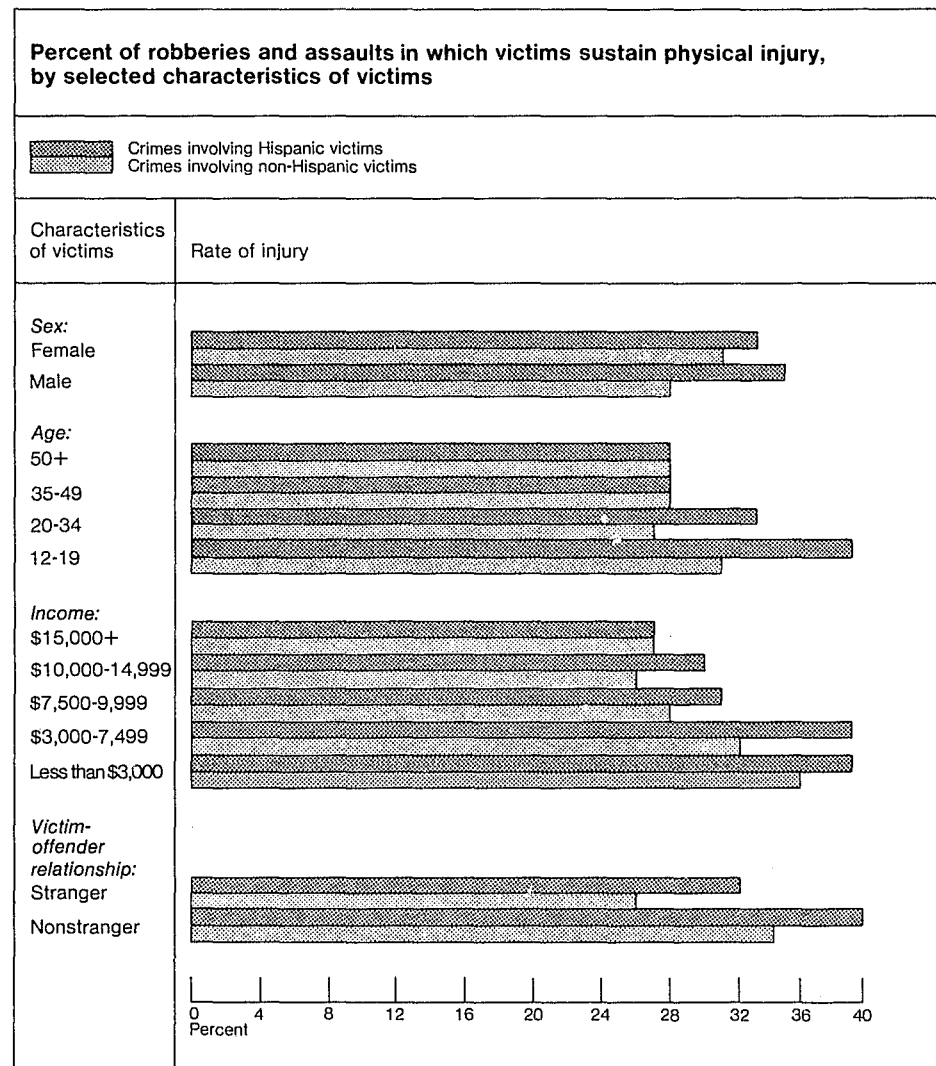 Percent of robberies and assaults in which victims sustain physical injury,
by selected characteristics of victims
Crimes involving Hispanic victims
Crimes involving non-Hispanic victims
Characteristics
of victims
Rate of injury
Sex:
Female
Male
Age:
50+
35-49
20-34
12-19
Income:
$15,000+
$10,000-14,999
$7,500-9,999
$3,000-7,499
Less than $3,000
Victim-
offender
relationship:
Stranger
Nonstranger
0 4 8 12 16 20 24 28 32 36 40
Percent